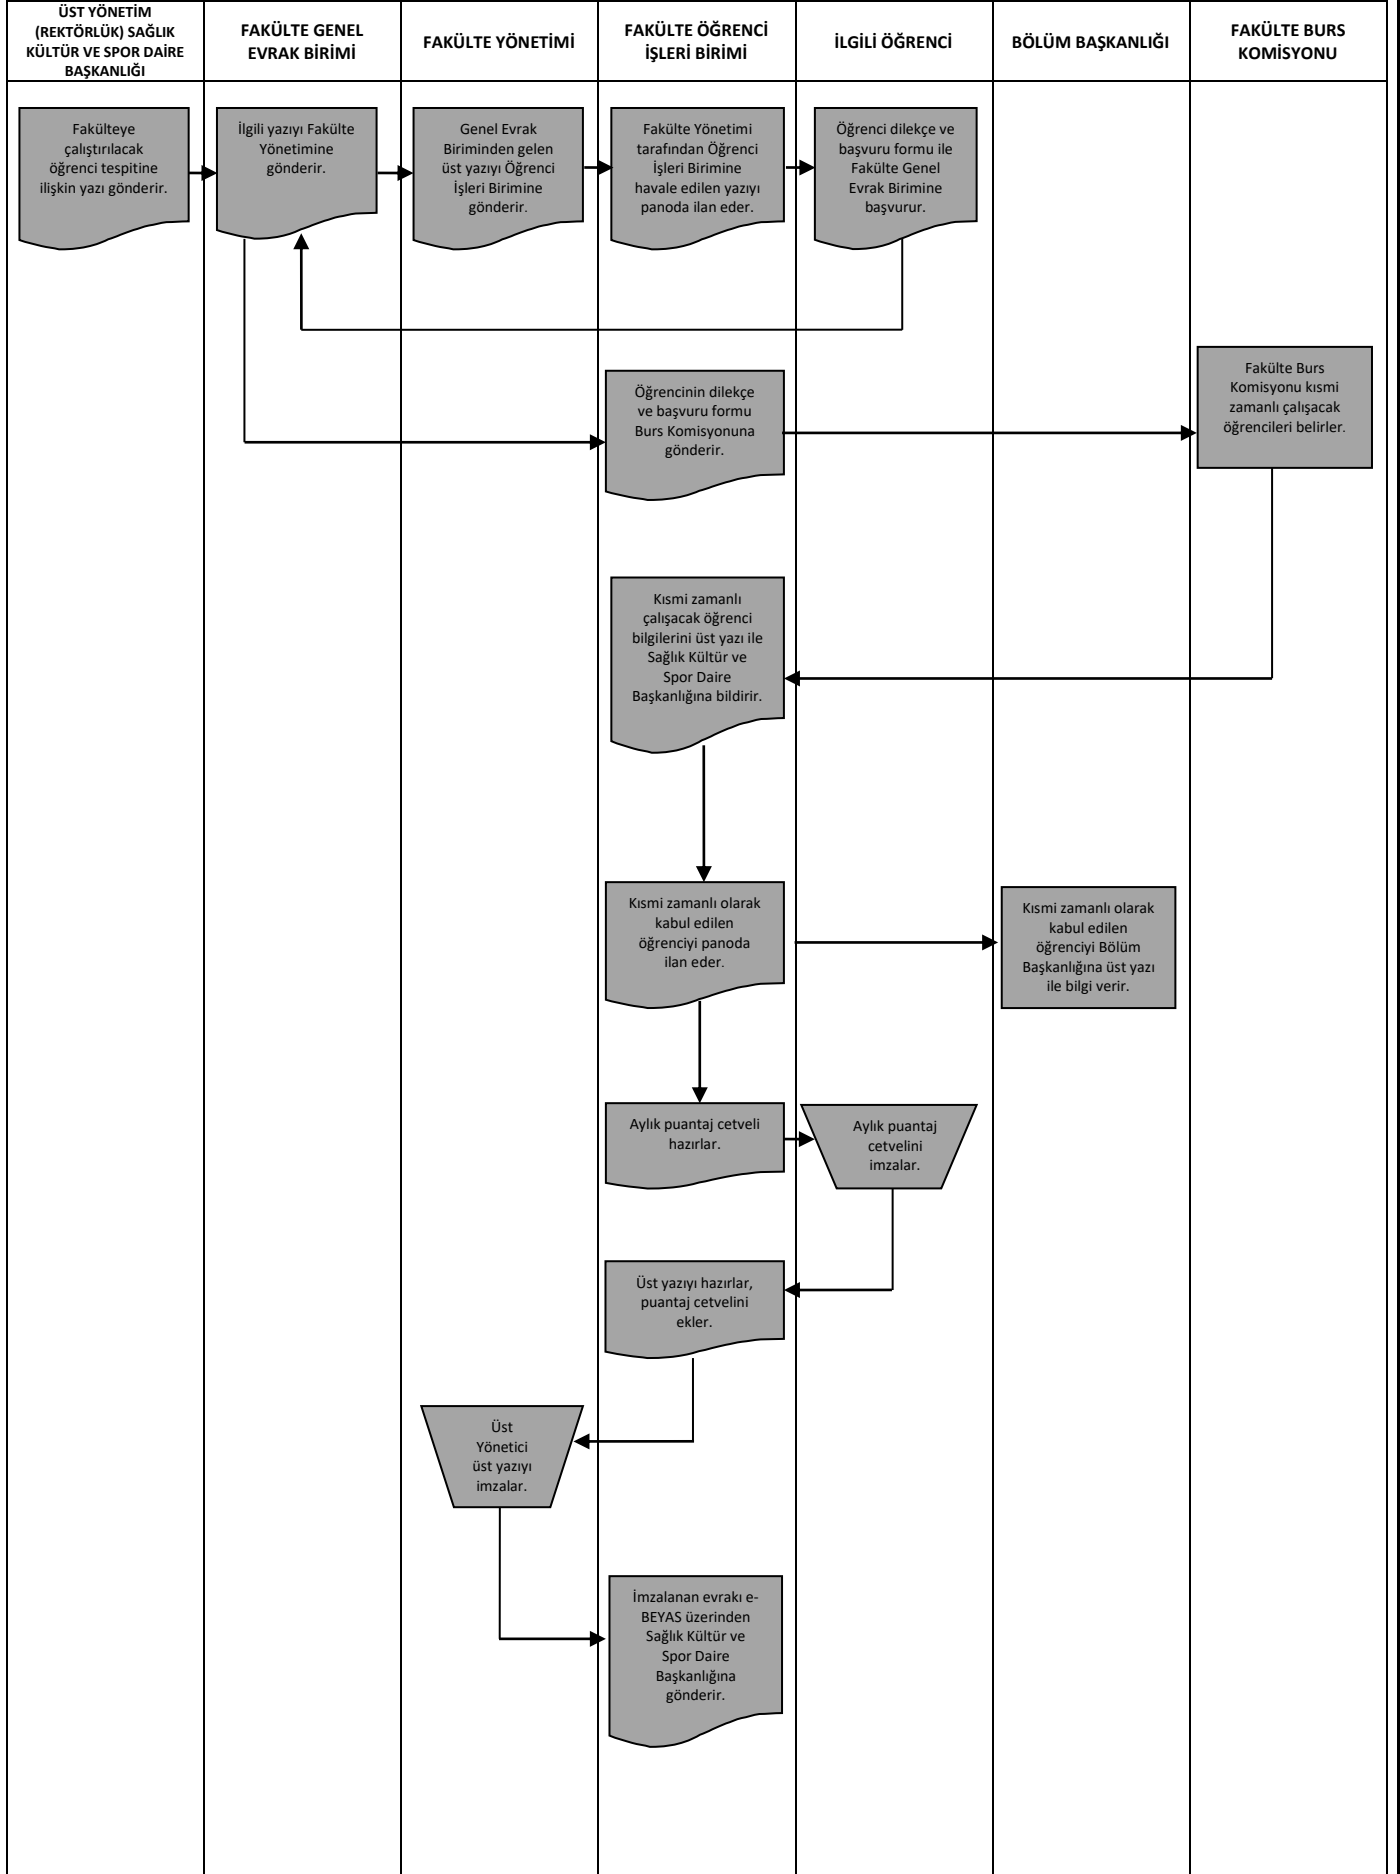 ÜST YÖNETİM
(REKTÖRLÜK) SAĞLIK
KÜLTÜR VE SPOR DAİRE
BAŞKANLIĞI
FAKÜLTE GENEL
EVRAK BİRİMİ
FAKÜLTE YÖNETİMİ
FAKÜLTE ÖĞRENCİ
İŞLERİ BİRİMİ
İLGİLİ ÖĞRENCİ
BÖLÜM BAŞKANLIĞI
FAKÜLTE BURS
KOMİSYONU
Fakülteye
çalıştırılacak
öğrenci tespitine
ilişkin yazı gönderir.
İlgili yazıyı Fakülte
Yönetimine
gönderir.
Genel Evrak
Biriminden gelen
üst yazıyı Öğrenci
İşleri Birimine
gönderir.
Fakülte Yönetimi
tarafından Öğrenci
İşleri Birimine
havale edilen yazıyı
panoda ilan eder.
Öğrenci dilekçe ve
başvuru formu ile
Fakülte Genel
Evrak Birimine
başvurur.
Öğrencinin dilekçe
ve başvuru formu
Burs Komisyonuna
gönderir.
Fakülte Burs
Komisyonu kısmi
zamanlı çalışacak
öğrencileri belirler.
Kısmi zamanlı
çalışacak öğrenci
bilgilerini üst yazı ile
Sağlık Kültür ve
Spor Daire
Başkanlığına bildirir.
Kısmi zamanlı olarak
kabul edilen
öğrenciyi panoda
ilan eder.
Kısmi zamanlı olarak
kabul edilen
öğrenciyi Bölüm
Başkanlığına üst yazı
ile bilgi verir.
Aylık puantaj cetveli
hazırlar.
Aylık puantaj
cetvelini
imzalar.
Üst yazıyı hazırlar,
puantaj cetvelini
ekler.
Üst
Yönetici
üst yazıyı
imzalar.
İmzalanan evrakı e-
BEYAS üzerinden
Sağlık Kültür ve
Spor Daire
Başkanlığına
gönderir.